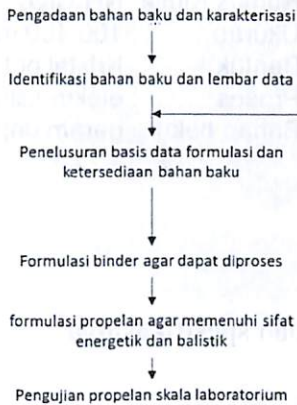 Pengadaan bahan baku dan karakterisasi
Identifikasi bahan baku dan lembar data
Penelusuran basis data formulasi dan
ketersediaan bahan baku
Formulasi binder agar dapat diproses
formulasi propelan agar memenuhi sifat
energetik dan balistik
Pengujian propelan skala laboratorium